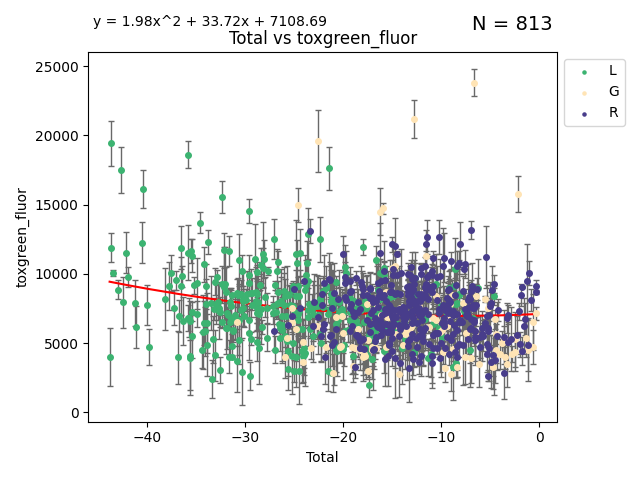 y = 1.98x^2 + 33.72x + 7108.69
N = 813
Total vs toxgreen_fluor
25000
20000
15000
10000
5000
0
toxgreen_fluor
−40
−30
−20
−10
0
Total
L
G
R